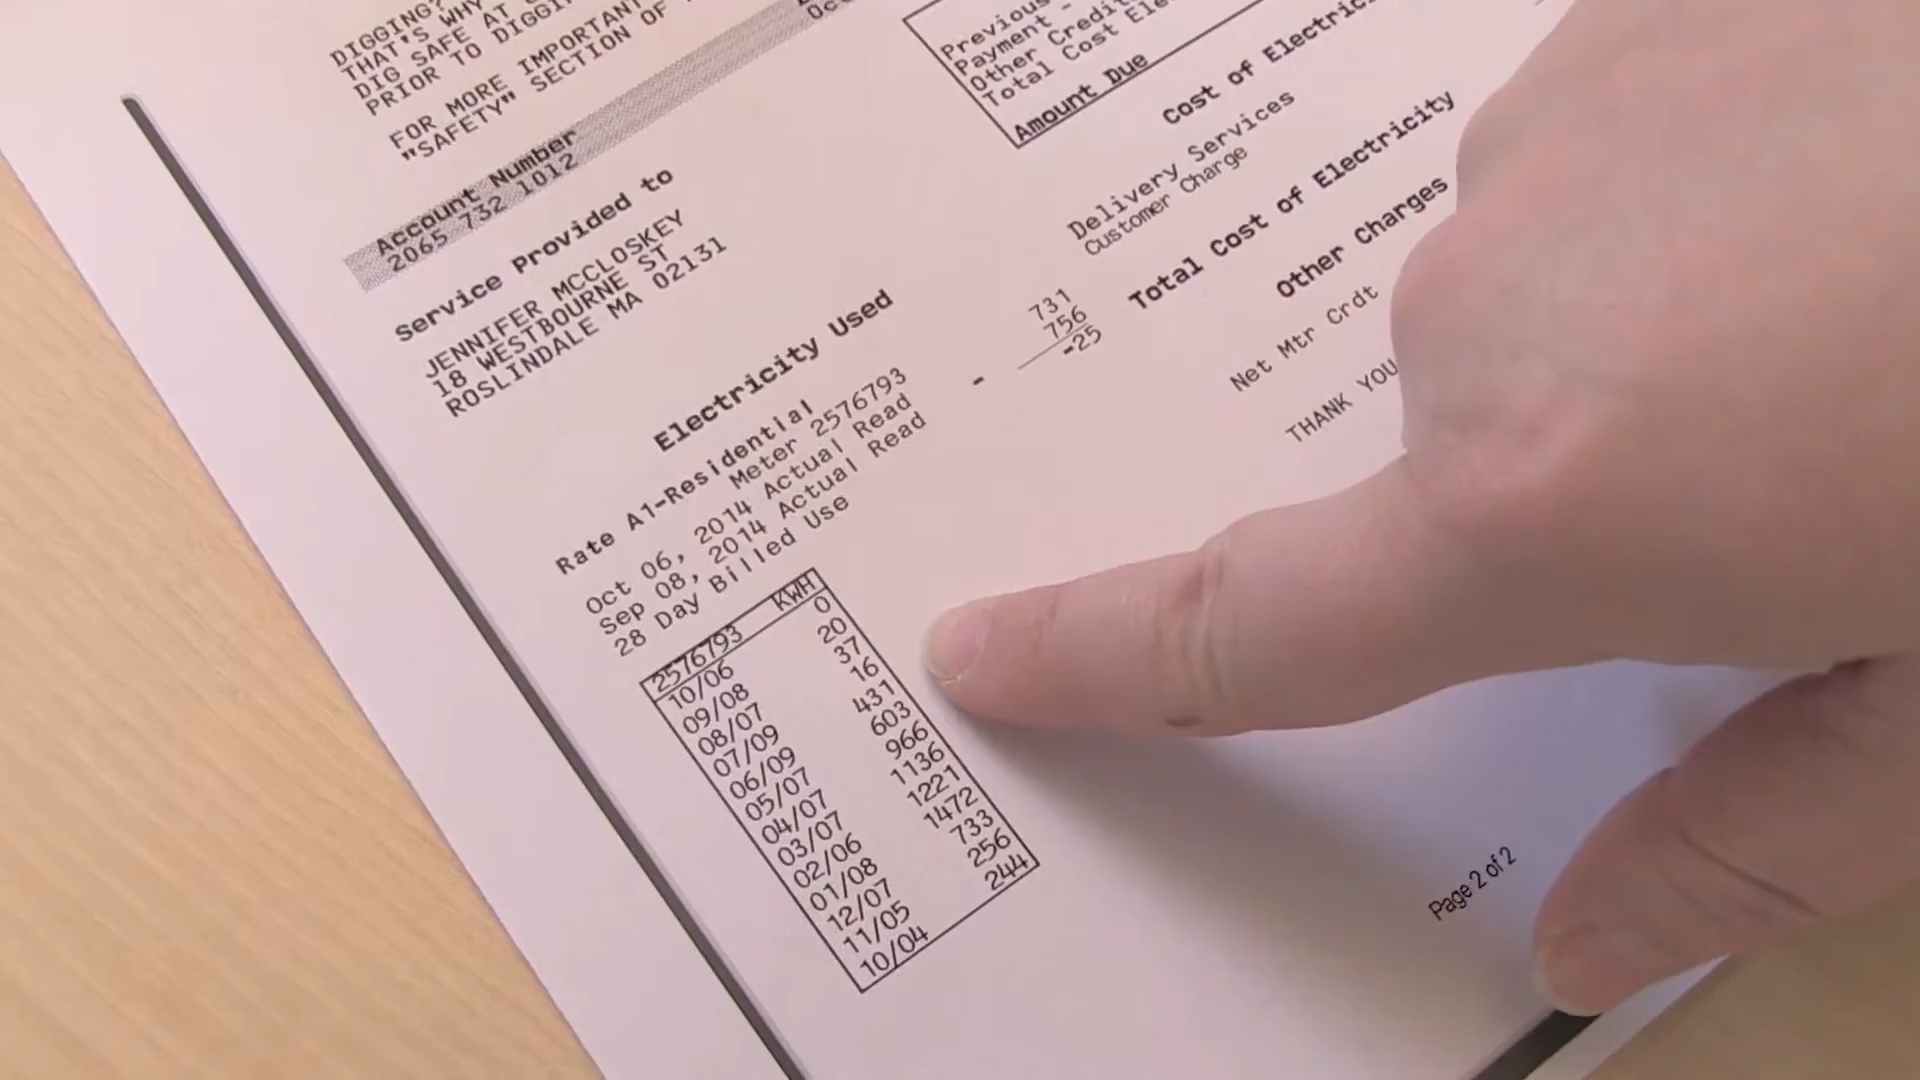 DIGGING?
THAT'S WHY
DIG SAFE AT
PRIOR TO DIGGING
FOR MORE IMPORTANT
"SAFETY" SECTION OF
Account Number
2065 732 1012
Service Provided to
JENNIFER MCCLOSKEY
18 WESTBOURNE ST
ROSLINDALE MA 02131
Electricity Used
Rate A1-Residential
Meter 2576793
Oct 06, 2014 Actual Read 731
Sep 08, 2014 Actual Read - 756
28 Day Billed Use -25
2576793 KWH
10/06 0
09/08 20
08/07 37
07/09 16
06/09 431
05/07 603
04/07 966
03/07 1136
02/06 1221
01/08 1472
12/07 733
11/05 256
10/04 244
Previous
Payment -
Other Credit
Total Cost Ele
Amount Due
Cost of Electric
Delivery Services
Customer Charge
Total Cost of Electricity
Other Charges
Net Mtr Crdt
THANK YOU
Page 2 of 2